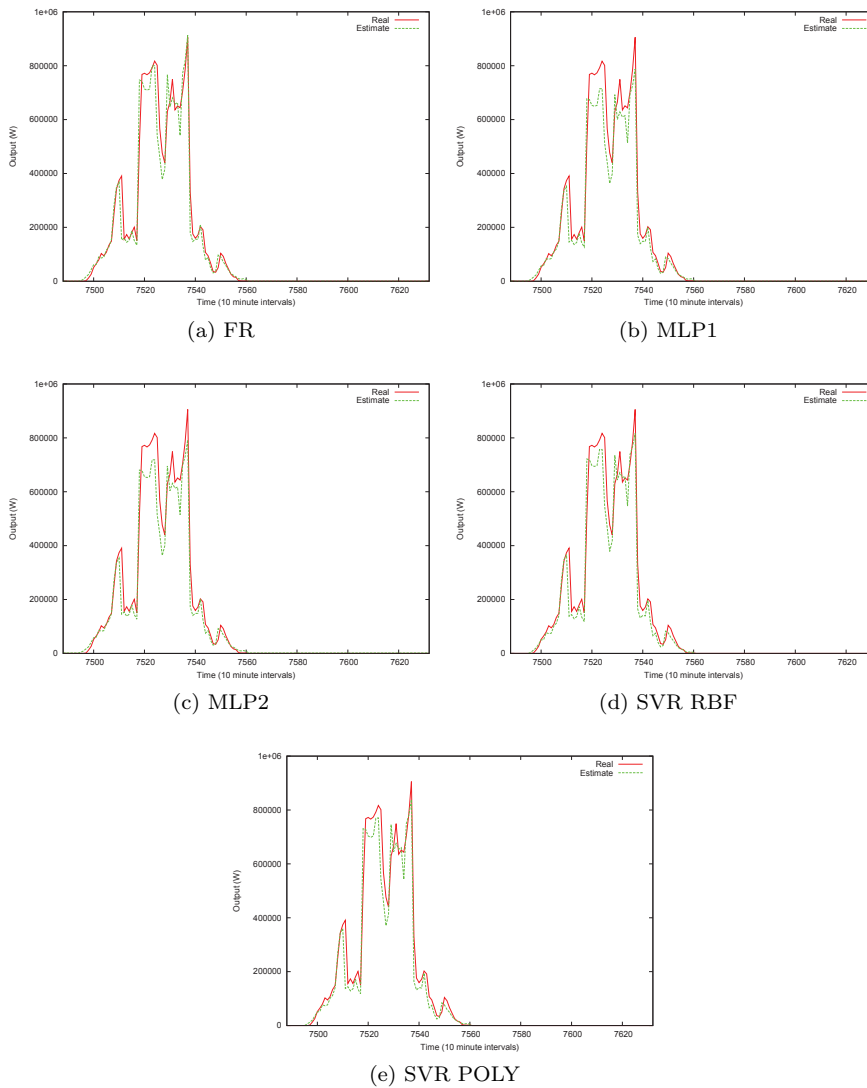 1e+06
Real
Estimate
800000
600000
Output (W)
400000
200000
0
7500 7520 7540 7560 7580 7600 7620
Time (10 minute intervals)
(a) FR
1e+06
Real
Estimate
800000
600000
Output (W)
400000
200000
0
7500 7520 7540 7560 7580 7600 7620
Time (10 minute intervals)
(b) MLP1
1e+06
Real
Estimate
800000
600000
Output (W)
400000
200000
0
7500 7520 7540 7560 7580 7600 7620
Time (10 minute intervals)
(c) MLP2
1e+06
Real
Estimate
800000
600000
Output (W)
400000
200000
0
7500 7520 7540 7560 7580 7600 7620
Time (10 minute intervals)
(d) SVR RBF
1e+06
Real
Estimate
800000
600000
Output (W)
400000
200000
0
7500 7520 7540 7560 7580 7600 7620
Time (10 minute intervals)
(e) SVR POLY